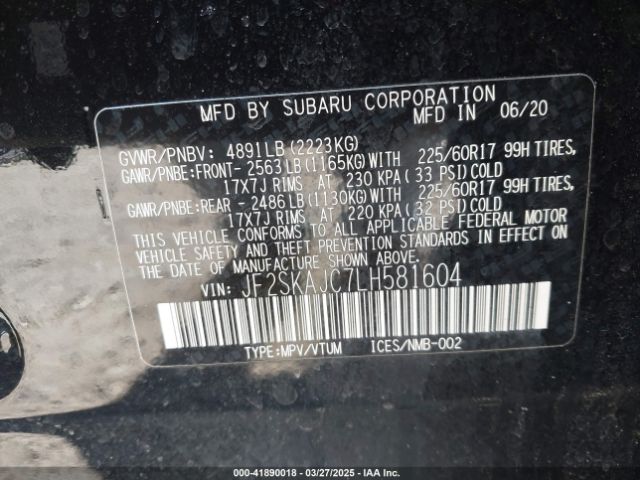 MFD BY SUBARU CORPORATION
MFD IN 06/20
GVWR/PNBV: 4891LB(2223KG)
GAWR/PNBE:FRONT-2563LB(1165KG)WITH 225/60R17 99H TIRES,
17X7J RIMS AT 230 KPA(33 PSI)COLD
GAWR/PNBE:REAR -2486LB(1130KG)WITH 225/60R17 99H TIRES,
17X7J RIMS AT 220 KPA(32 PSI)COLD
THIS VEHICLE CONFORMS TO ALL APPLICABLE FEDERAL MOTOR
VEHICLE SAFETY AND THEFT PREVENTION STANDARDS IN EFFECT
ON THE DATE OF MANUFACTURE SHOWN ABOVE.
VIN: JF2SKAJC7LH581604
TYPE:MPV/VTUM ICES/NMB-002
000-41890018 | 03/27/2025 | IAA Inc.